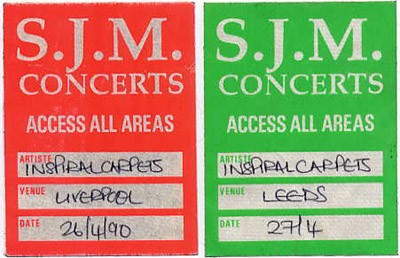 S.J.M.
CONCERTS
ACCESS ALL AREAS
ARTISTE INSPIRAL CARPETS
VENUE LIVERPOOL
DATE 26/4/90
S.J.M.
CONCERTS
ACCESS ALL AREAS
ARTISTE INSPIRAL CARPETS
VENUE LEEDS
DATE 27/4